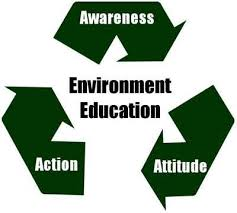 Awareness
Environment
Education
Action
Attitude